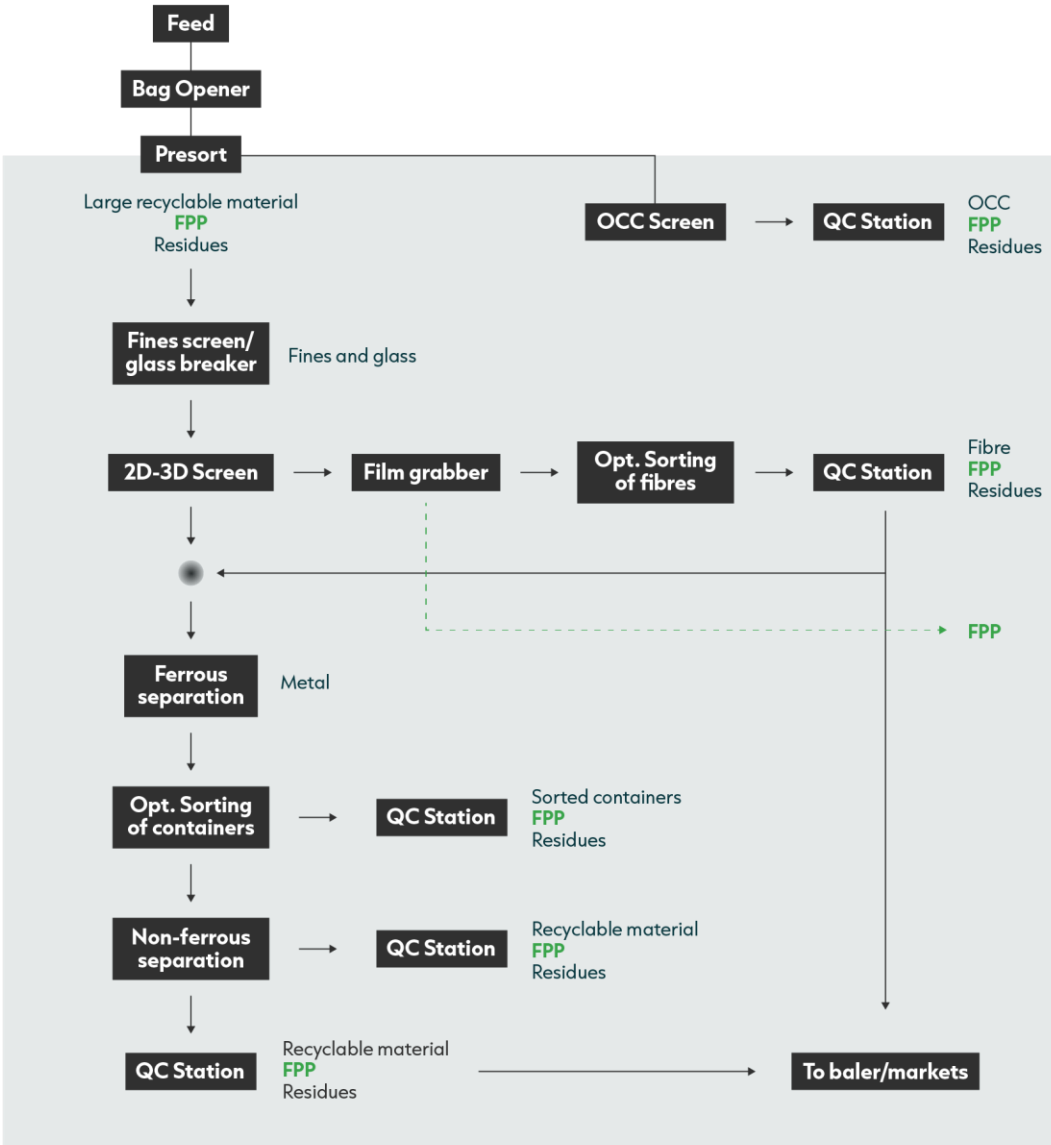 Feed
Bag Opener
Presort
Large recyclable material
FPP
Residues
OCC Screen
QC Station
OCC
FPP
Residues
Fines screen/
glass breaker
Fines and glass
2D-3D Screen
Film grabber
Opt. Sorting
of fibres
QC Station
Fibre
FPP
Residues
FPP
Ferrous
separation
Metal
Opt. Sorting
of containers
QC Station
Sorted containers
FPP
Residues
Non-ferrous
separation
QC Station
Recyclable material
FPP
Residues
QC Station
Recyclable material
FPP
Residues
To baler/markets